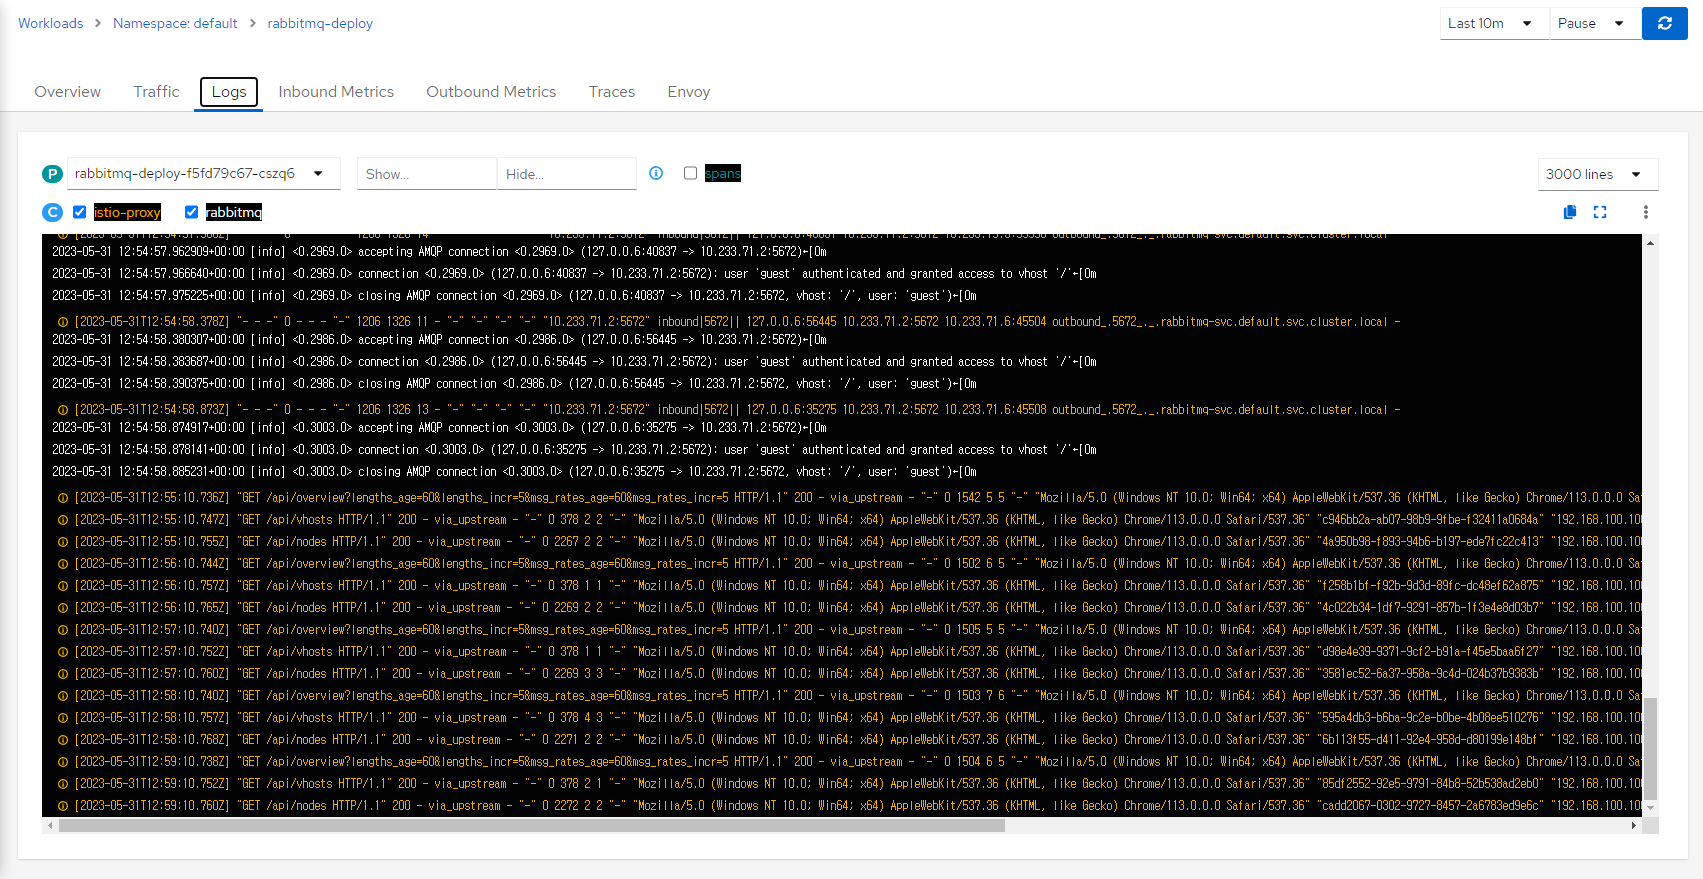 Workloads > Namespace: default > rabbitmq-deploy
Last 10m
Pause
Overview Traffic Logs Inbound Metrics Outbound Metrics Traces Envoy
P rabbitmq-deploy-f5fd79c67-cszq6 Show... Hide... spans 3000 lines
C istio-proxy rabbitmq
2023-05-31 12:54:57.962909+00:00 [info] <0.2969.0> accepting AMQP connection <0.2969.0> (127.0.0.6:40837 -> 10.233.71.2:5672)←[0m
2023-05-31 12:54:57.966640+00:00 [info] <0.2969.0> connection <0.2969.0> (127.0.0.6:40837 -> 10.233.71.2:5672): user 'guest' authenticated and granted access to vhost '/'←[0m
2023-05-31 12:54:57.975225+00:00 [info] <0.2969.0> closing AMQP connection <0.2969.0> (127.0.0.6:40837 -> 10.233.71.2:5672, vhost: '/', user: 'guest')←[0m
[2023-05-31T12:54:58.378Z] "- - -" 0 - - - "-" 1206 1326 11 - "-" "-" "-" "-" "10.233.71.2:5672" inbound|5672|| 127.0.0.6:56445 10.233.71.2:5672 10.233.71.6:45504 outbound_.5672_._.rabbitmq-svc.default.svc.cluster.local -
2023-05-31 12:54:58.380307+00:00 [info] <0.2986.0> accepting AMQP connection <0.2986.0> (127.0.0.6:56445 -> 10.233.71.2:5672)←[0m
2023-05-31 12:54:58.383687+00:00 [info] <0.2986.0> connection <0.2986.0> (127.0.0.6:56445 -> 10.233.71.2:5672): user 'guest' authenticated and granted access to vhost '/'←[0m
2023-05-31 12:54:58.390375+00:00 [info] <0.2986.0> closing AMQP connection <0.2986.0> (127.0.0.6:56445 -> 10.233.71.2:5672, vhost: '/', user: 'guest')←[0m
[2023-05-31T12:54:58.873Z] "- - -" 0 - - - "-" 1206 1326 13 - "-" "-" "-" "-" "10.233.71.2:5672" inbound|5672|| 127.0.0.6:35275 10.233.71.2:5672 10.233.71.6:45508 outbound_.5672_._.rabbitmq-svc.default.svc.cluster.local -
2023-05-31 12:54:58.874917+00:00 [info] <0.3003.0> accepting AMQP connection <0.3003.0> (127.0.0.6:35275 -> 10.233.71.2:5672)←[0m
2023-05-31 12:54:58.878141+00:00 [info] <0.3003.0> connection <0.3003.0> (127.0.0.6:35275 -> 10.233.71.2:5672): user 'guest' authenticated and granted access to vhost '/'←[0m
2023-05-31 12:54:58.885231+00:00 [info] <0.3003.0> closing AMQP connection <0.3003.0> (127.0.0.6:35275 -> 10.233.71.2:5672, vhost: '/', user: 'guest')←[0m
[2023-05-31T12:55:10.736Z] "GET /api/overview?lengths_age=60&lengths_incr=5&msg_rates_age=60&msg_rates_incr=5 HTTP/1.1" 200 - via_upstream - "-" 0 1542 5 5 "-" "Mozilla/5.0 (Windows NT 10.0; Win64; x64) AppleWebKit/537.36 (KHTML, like Gecko) Chrome/113.0.0.0 Sa
[2023-05-31T12:55:10.747Z] "GET /api/vhosts HTTP/1.1" 200 - via_upstream - "-" 0 378 2 2 "-" "Mozilla/5.0 (Windows NT 10.0; Win64; x64) AppleWebKit/537.36 (KHTML, like Gecko) Chrome/113.0.0.0 Safari/537.36" "c946bb2a-ab07-98b9-9fbe-f32411a0684a" "192.168.100.10
[2023-05-31T12:55:10.755Z] "GET /api/nodes HTTP/1.1" 200 - via_upstream - "-" 0 2267 2 2 "-" "Mozilla/5.0 (Windows NT 10.0; Win64; x64) AppleWebKit/537.36 (KHTML, like Gecko) Chrome/113.0.0.0 Safari/537.36" "4a950b98-f893-94b6-b197-ede7fc22c413" "192.168.100.10
[2023-05-31T12:56:10.744Z] "GET /api/overview?lengths_age=60&lengths_incr=5&msg_rates_age=60&msg_rates_incr=5 HTTP/1.1" 200 - via_upstream - "-" 0 1502 6 5 "-" "Mozilla/5.0 (Windows NT 10.0; Win64; x64) AppleWebKit/537.36 (KHTML, like Gecko) Chrome/113.0.0.0 Sa
[2023-05-31T12:56:10.757Z] "GET /api/vhosts HTTP/1.1" 200 - via_upstream - "-" 0 378 1 1 "-" "Mozilla/5.0 (Windows NT 10.0; Win64; x64) AppleWebKit/537.36 (KHTML, like Gecko) Chrome/113.0.0.0 Safari/537.36" "f258b1bf-f92b-9d3d-89fc-dc48ef62a875" "192.168.100.10
[2023-05-31T12:56:10.765Z] "GET /api/nodes HTTP/1.1" 200 - via_upstream - "-" 0 2269 2 2 "-" "Mozilla/5.0 (Windows NT 10.0; Win64; x64) AppleWebKit/537.36 (KHTML, like Gecko) Chrome/113.0.0.0 Safari/537.36" "4c022b34-1df7-9291-857b-1f3e4e8d03b7" "192.168.100.10
[2023-05-31T12:57:10.740Z] "GET /api/overview?lengths_age=60&lengths_incr=5&msg_rates_age=60&msg_rates_incr=5 HTTP/1.1" 200 - via_upstream - "-" 0 1505 5 5 "-" "Mozilla/5.0 (Windows NT 10.0; Win64; x64) AppleWebKit/537.36 (KHTML, like Gecko) Chrome/113.0.0.0 Sa
[2023-05-31T12:57:10.752Z] "GET /api/vhosts HTTP/1.1" 200 - via_upstream - "-" 0 378 1 1 "-" "Mozilla/5.0 (Windows NT 10.0; Win64; x64) AppleWebKit/537.36 (KHTML, like Gecko) Chrome/113.0.0.0 Safari/537.36" "d98e4e39-9371-9cf2-b91a-f45e5baa6f27" "192.168.100.10
[2023-05-31T12:57:10.760Z] "GET /api/nodes HTTP/1.1" 200 - via_upstream - "-" 0 2269 3 3 "-" "Mozilla/5.0 (Windows NT 10.0; Win64; x64) AppleWebKit/537.36 (KHTML, like Gecko) Chrome/113.0.0.0 Safari/537.36" "3581ec52-6a37-958a-9c4d-024b37b9383b" "192.168.100.10
[2023-05-31T12:58:10.740Z] "GET /api/overview?lengths_age=60&lengths_incr=5&msg_rates_age=60&msg_rates_incr=5 HTTP/1.1" 200 - via_upstream - "-" 0 1503 7 6 "-" "Mozilla/5.0 (Windows NT 10.0; Win64; x64) AppleWebKit/537.36 (KHTML, like Gecko) Chrome/113.0.0.0 Sa
[2023-05-31T12:58:10.757Z] "GET /api/vhosts HTTP/1.1" 200 - via_upstream - "-" 0 378 4 3 "-" "Mozilla/5.0 (Windows NT 10.0; Win64; x64) AppleWebKit/537.36 (KHTML, like Gecko) Chrome/113.0.0.0 Safari/537.36" "595a4db3-b6ba-9c2e-b0be-4b08ee510276" "192.168.100.10
[2023-05-31T12:58:10.768Z] "GET /api/nodes HTTP/1.1" 200 - via_upstream - "-" 0 2271 2 2 "-" "Mozilla/5.0 (Windows NT 10.0; Win64; x64) AppleWebKit/537.36 (KHTML, like Gecko) Chrome/113.0.0.0 Safari/537.36" "6b113f55-d411-92e4-958d-d80199e148bf" "192.168.100.10
[2023-05-31T12:59:10.738Z] "GET /api/overview?lengths_age=60&lengths_incr=5&msg_rates_age=60&msg_rates_incr=5 HTTP/1.1" 200 - via_upstream - "-" 0 1504 6 5 "-" "Mozilla/5.0 (Windows NT 10.0; Win64; x64) AppleWebKit/537.36 (KHTML, like Gecko) Chrome/113.0.0.0 Sa
[2023-05-31T12:59:10.752Z] "GET /api/vhosts HTTP/1.1" 200 - via_upstream - "-" 0 378 2 1 "-" "Mozilla/5.0 (Windows NT 10.0; Win64; x64) AppleWebKit/537.36 (KHTML, like Gecko) Chrome/113.0.0.0 Safari/537.36" "85df2552-92e5-9791-84b8-52b538ad2eb0" "192.168.100.10
[2023-05-31T12:59:10.760Z] "GET /api/nodes HTTP/1.1" 200 - via_upstream - "-" 0 2272 2 2 "-" "Mozilla/5.0 (Windows NT 10.0; Win64; x64) AppleWebKit/537.36 (KHTML, like Gecko) Chrome/113.0.0.0 Safari/537.36" "cadd2067-0302-9727-8457-2a6783ed9e6c" "192.168.100.10